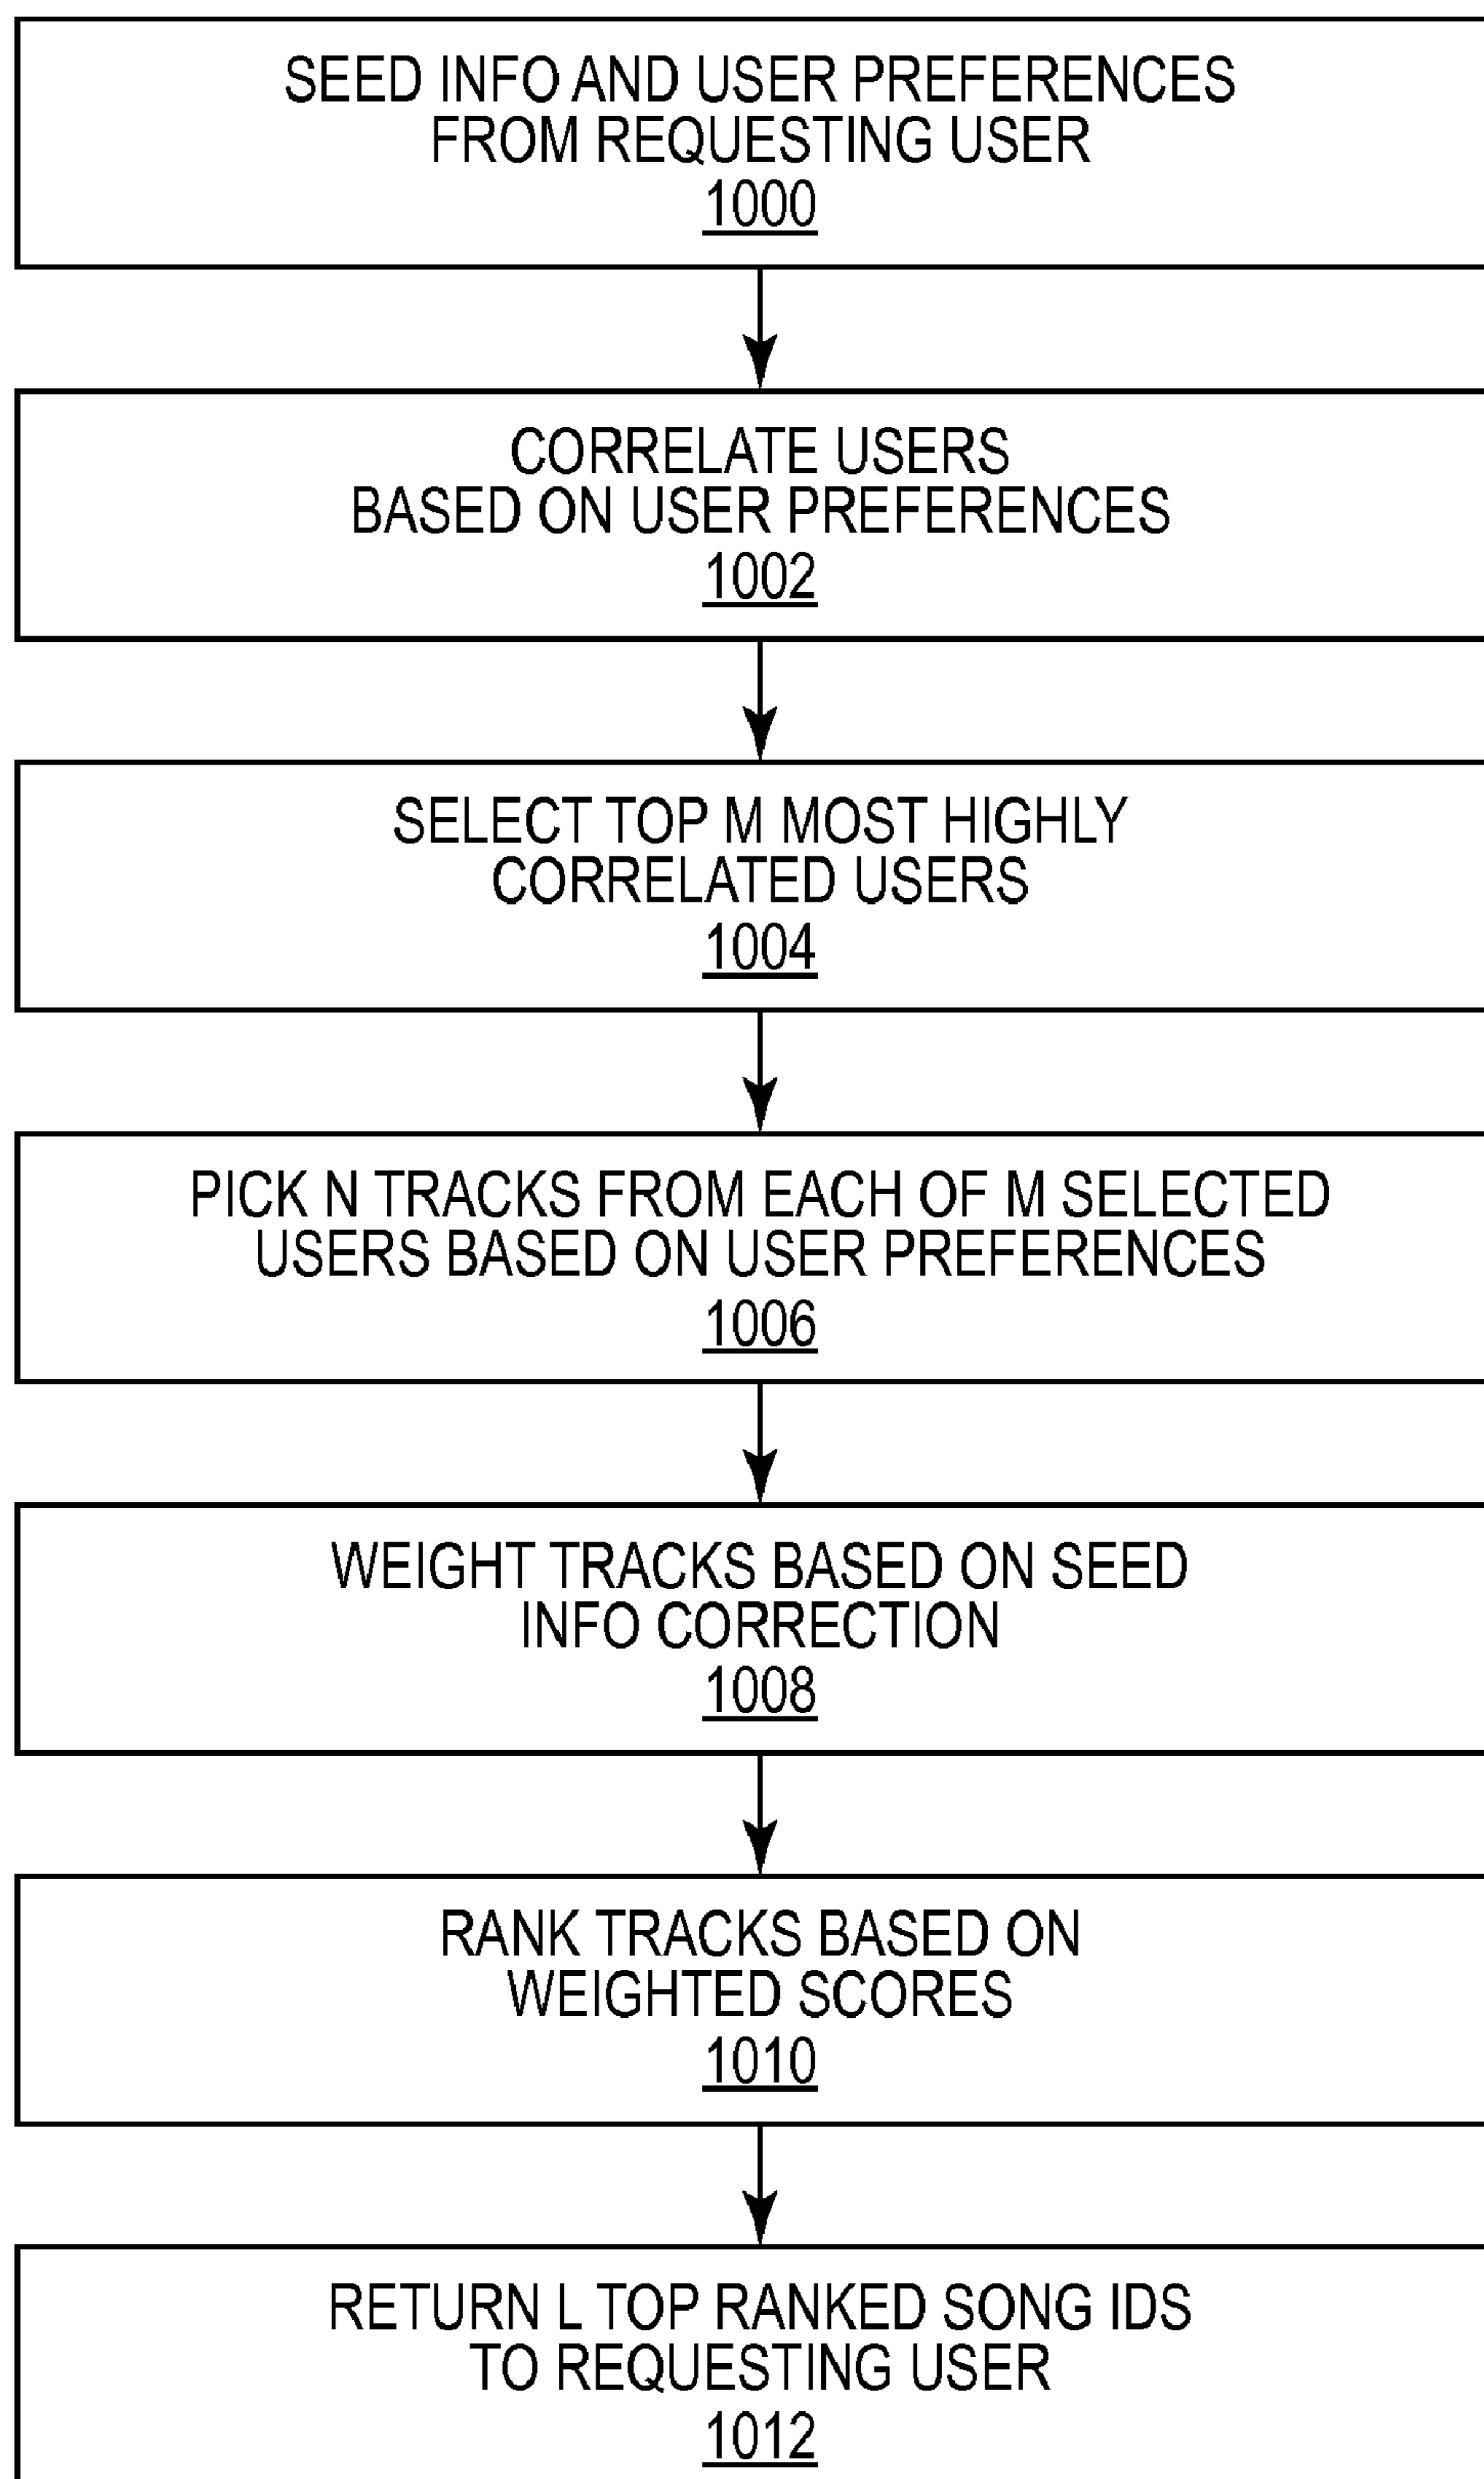 SEED INFO AND USER PREFERENCES
FROM REQUESTING USER
1000
CORRELATE USERS
BASED ON USER PREFERENCES
1002
SELECT TOP M MOST HIGHLY
CORRELATED USERS
1004
PICK N TRACKS FROM EACH OF M SELECTED
USERS BASED ON USER PREFERENCES
1006
WEIGHT TRACKS BASED ON SEED
INFO CORRECTION
1008
RANK TRACKS BASED ON
WEIGHTED SCORES
1010
RETURN L TOP RANKED SONG IDS
TO REQUESTING USER
1012